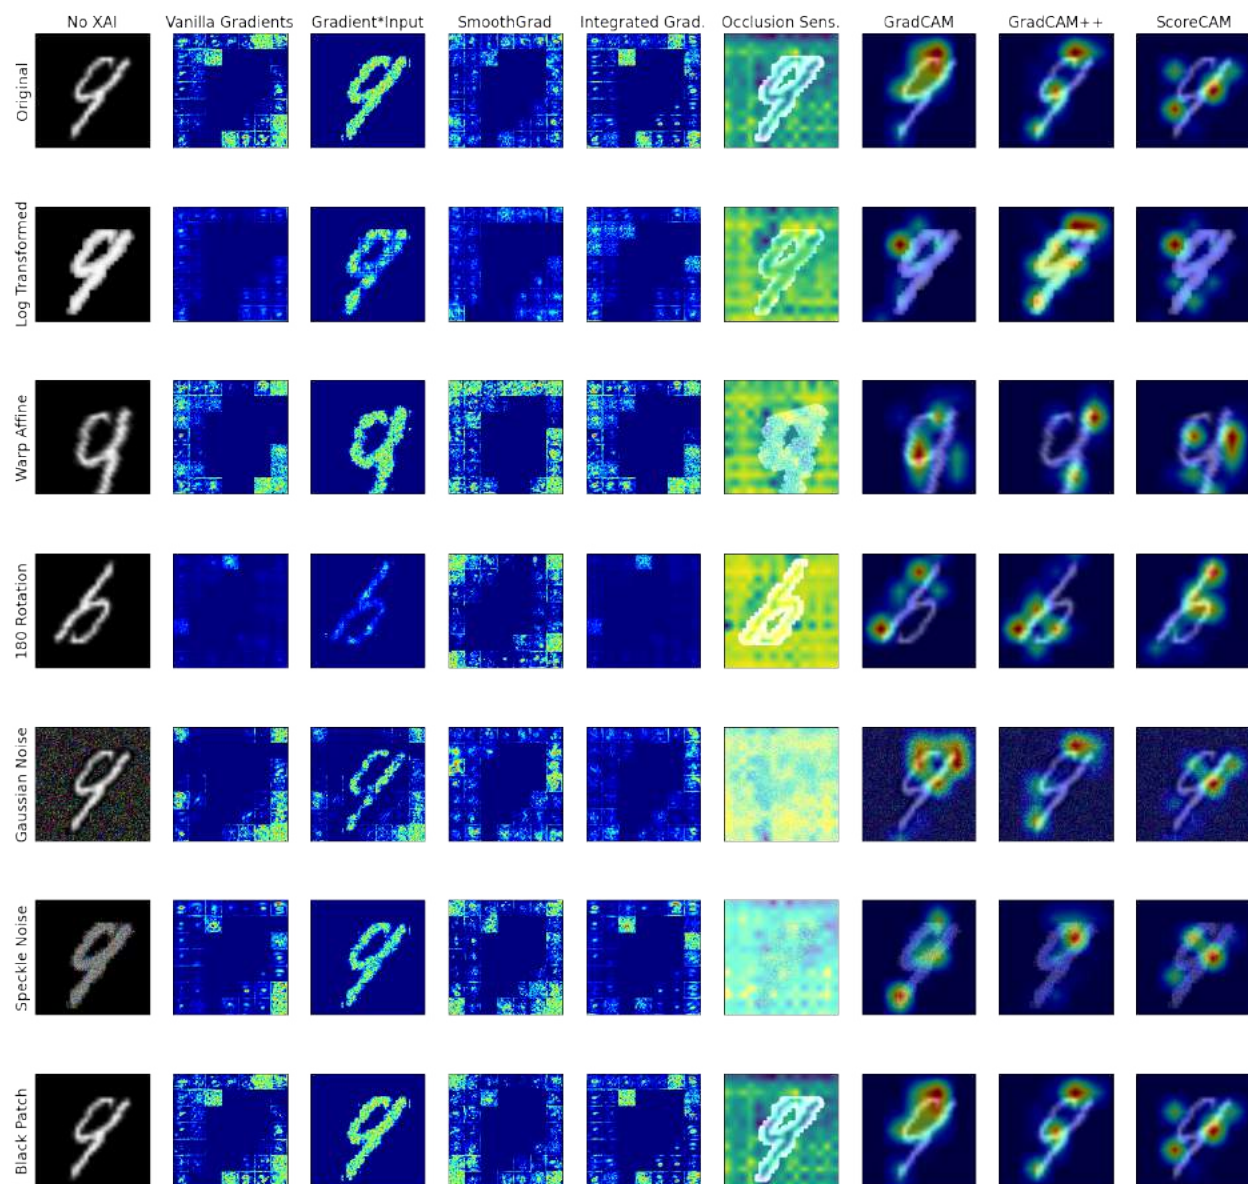 No XAI Vanilla Gradients Gradient*Input SmoothGrad Integrated Grad. Occlusion Sens. GradCAM GradCAM++ ScoreCAM
Original
Log Transformed
Warp Affine
180 Rotation
Gaussian Noise
Speckle Noise
Black Patch